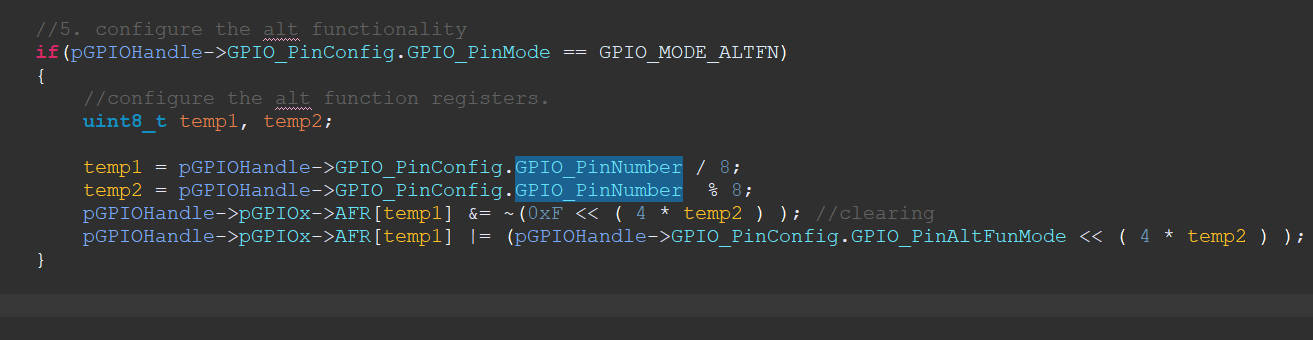 //5. configure the alt functionality
if(pGPIOHandle->GPIO_PinConfig.GPIO_PinMode == GPIO_MODE_ALTFN)
{
//configure the alt function registers.
uint8_t temp1, temp2;
temp1 = pGPIOHandle->GPIO_PinConfig.GPIO_PinNumber / 8;
temp2 = pGPIOHandle->GPIO_PinConfig.GPIO_PinNumber  % 8;
pGPIOHandle->pGPIOx->AFR[temp1] &= ~(0xF << ( 4 * temp2 ) ); //clearing
pGPIOHandle->pGPIOx->AFR[temp1] |= (pGPIOHandle->GPIO_PinConfig.GPIO_PinAltFunMode << ( 4 * temp2 ) );
}